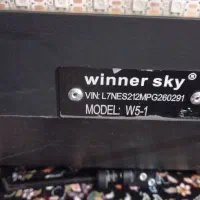 winner sky®
VIN: L7NES212MPG260291
MODEL: W5-1